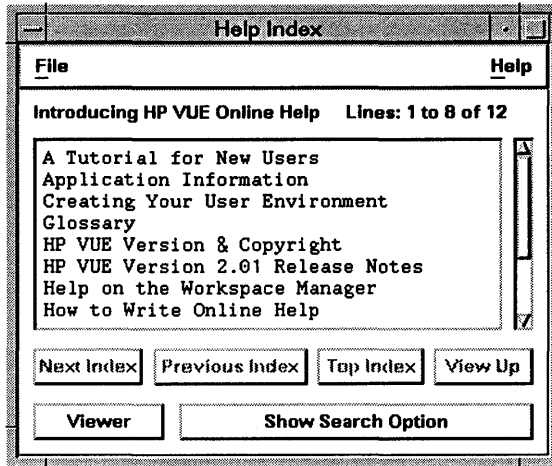 Help Index
File Help
Introducing HP VUE Online Help Lines: 1 to 8 of 12
A Tutorial for New Users
Application Information
Creating Your User Environment
Glossary
HP VUE Version & Copyright
HP VUE Version 2.01 Release Notes
Help on the Workspace Manager
How to Write Online Help
Next Index Previous Index Top Index View Up
Viewer Show Search Option